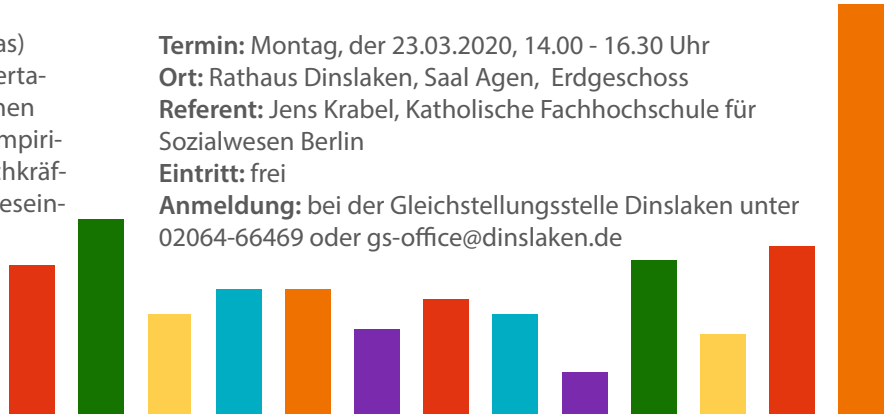 as)
erta-
nen
mpiri-
chkräf-
esein-
Termin: Montag, der 23.03.2020, 14.00 - 16.30 Uhr
Ort: Rathaus Dinslaken, Saal Agen, Erdgeschoss
Referent: Jens Krabel, Katholische Fachhochschule für
Sozialwesen Berlin
Eintritt: frei
Anmeldung: bei der Gleichstellungsstelle Dinslaken unter
02064-66469 oder gs-office@dinslaken.de